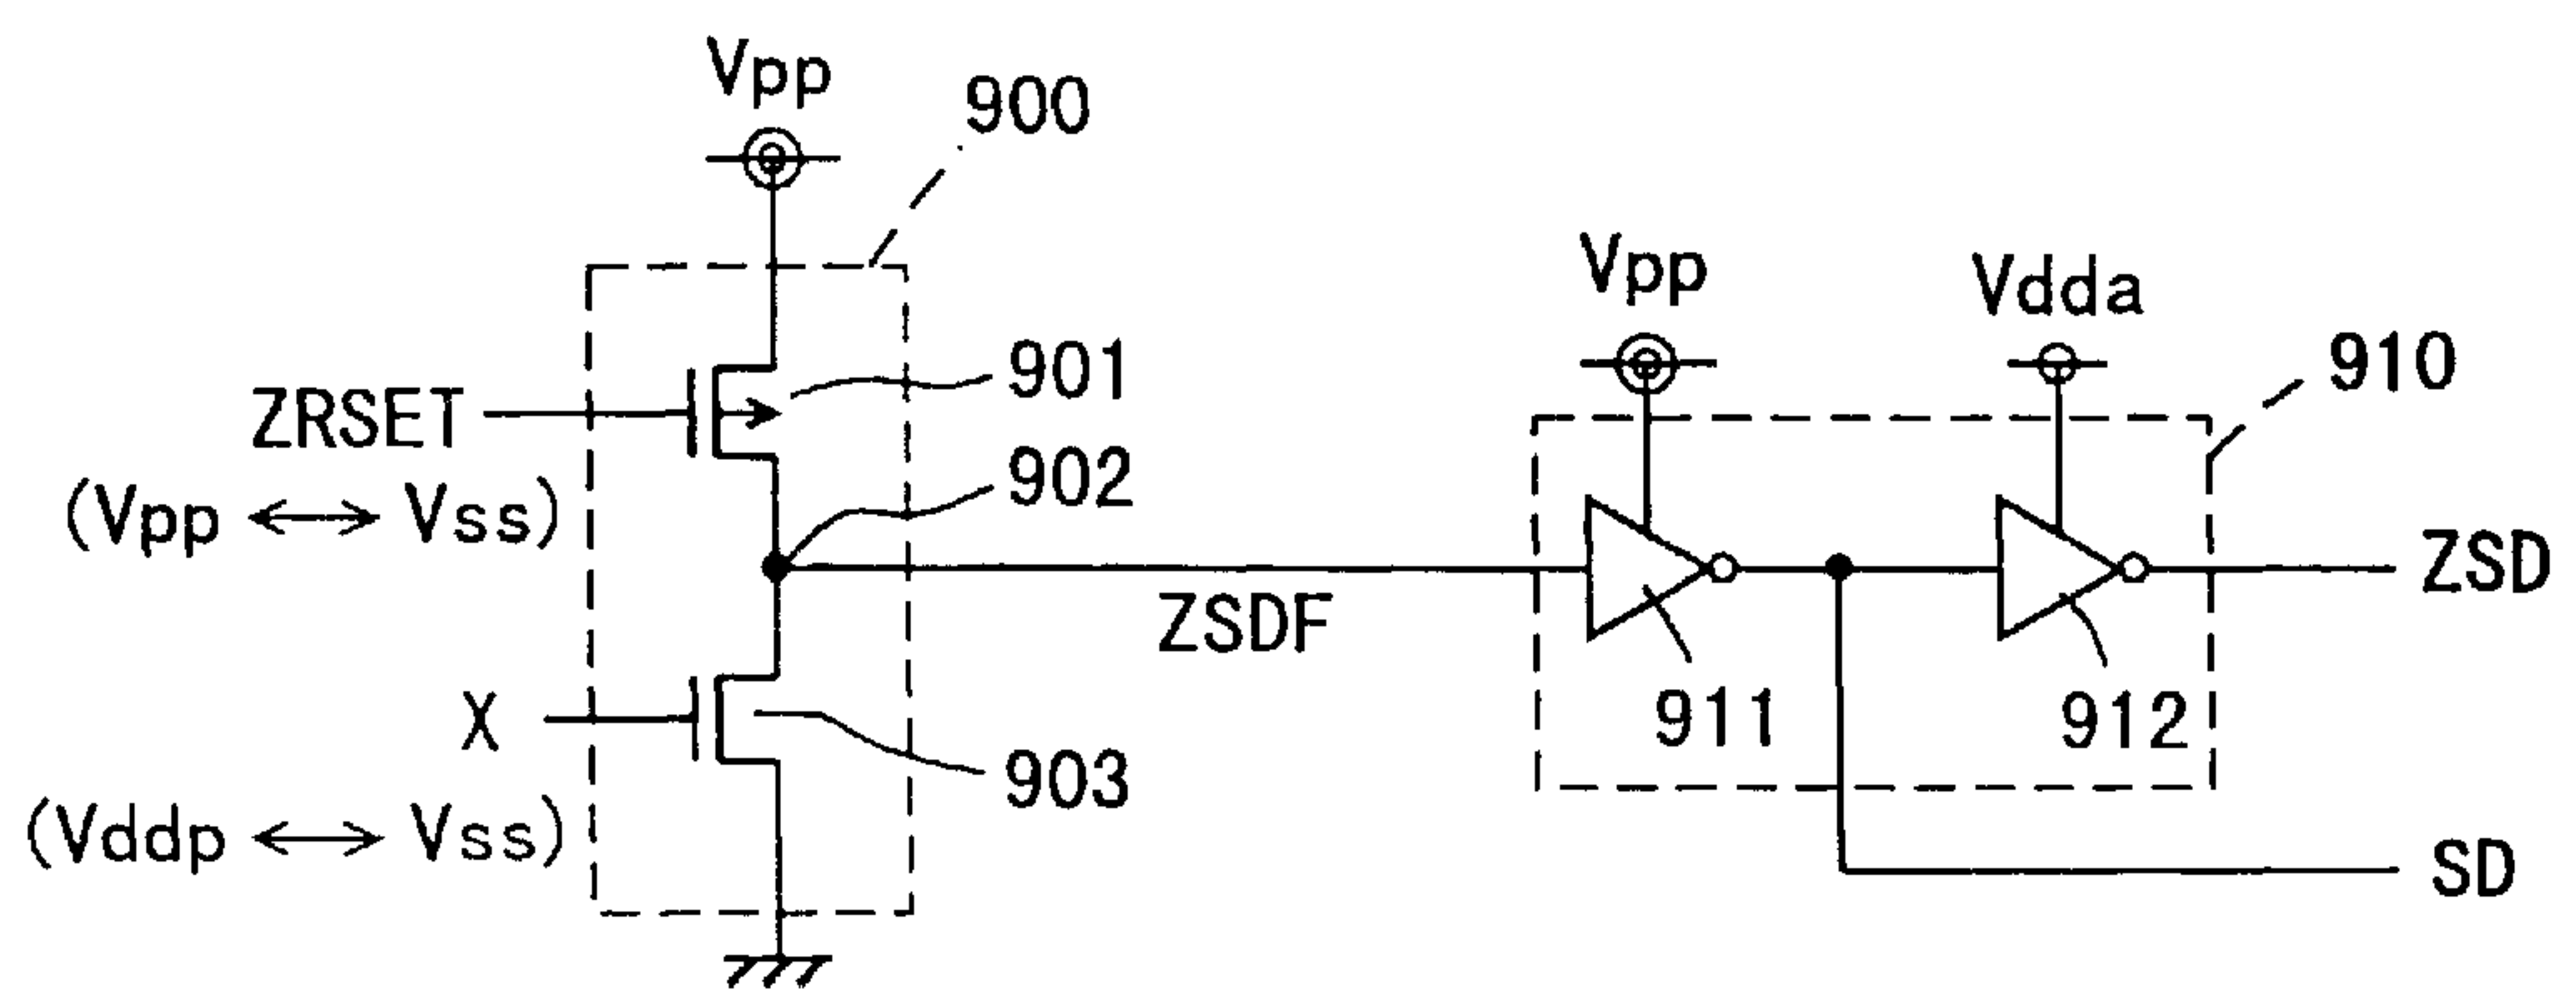 Vpp
900
Vpp
Vdda
901
910
ZRSET
902
(Vpp ↔ Vss)
ZSD
ZSDF
X
911
912
903
(Vddp ↔ Vss)
SD